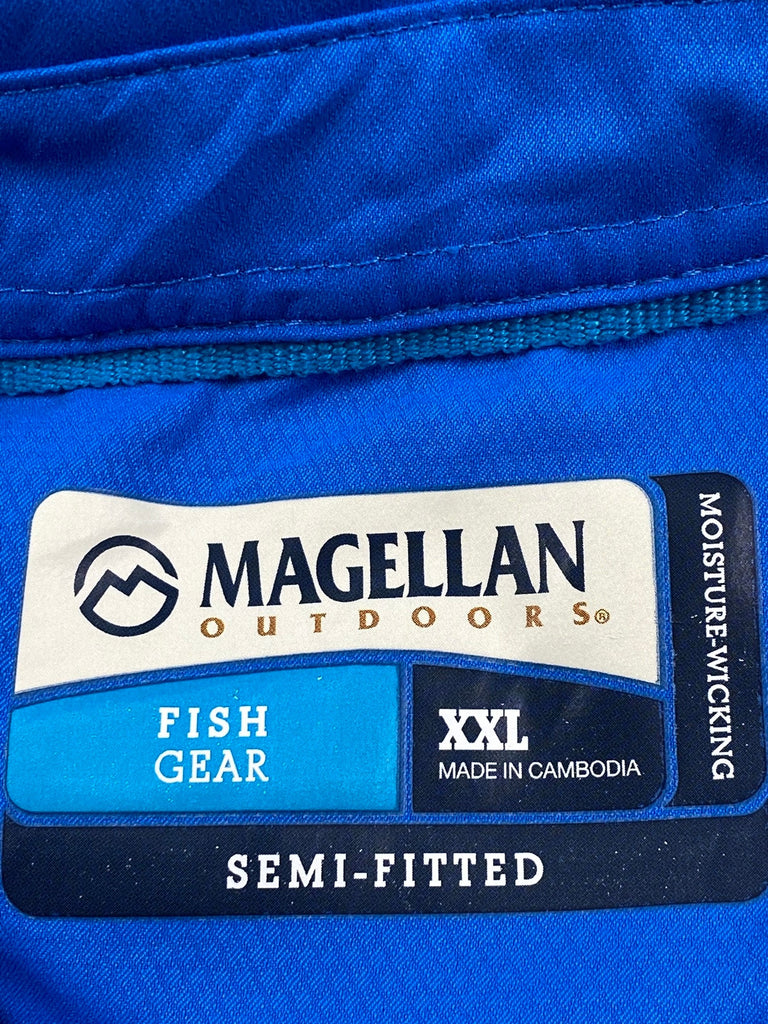 MAGELLAN
OUTDOORS®
FISH
GEAR
XXL
MADE IN CAMBODIA
MOISTURE-WICKING
SEMI-FITTED